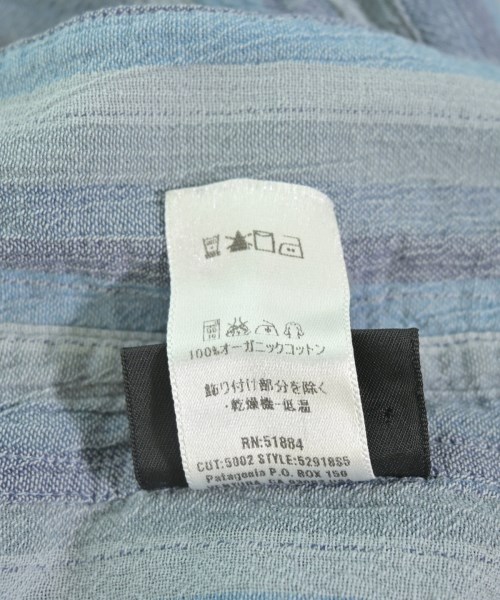 100%オーガニックコットン
飾り付け部分を除く
・乾燥機-低温
RN:51884
CUT:5002 STYLE:52918S5
Patagonia P.O. BOX 150